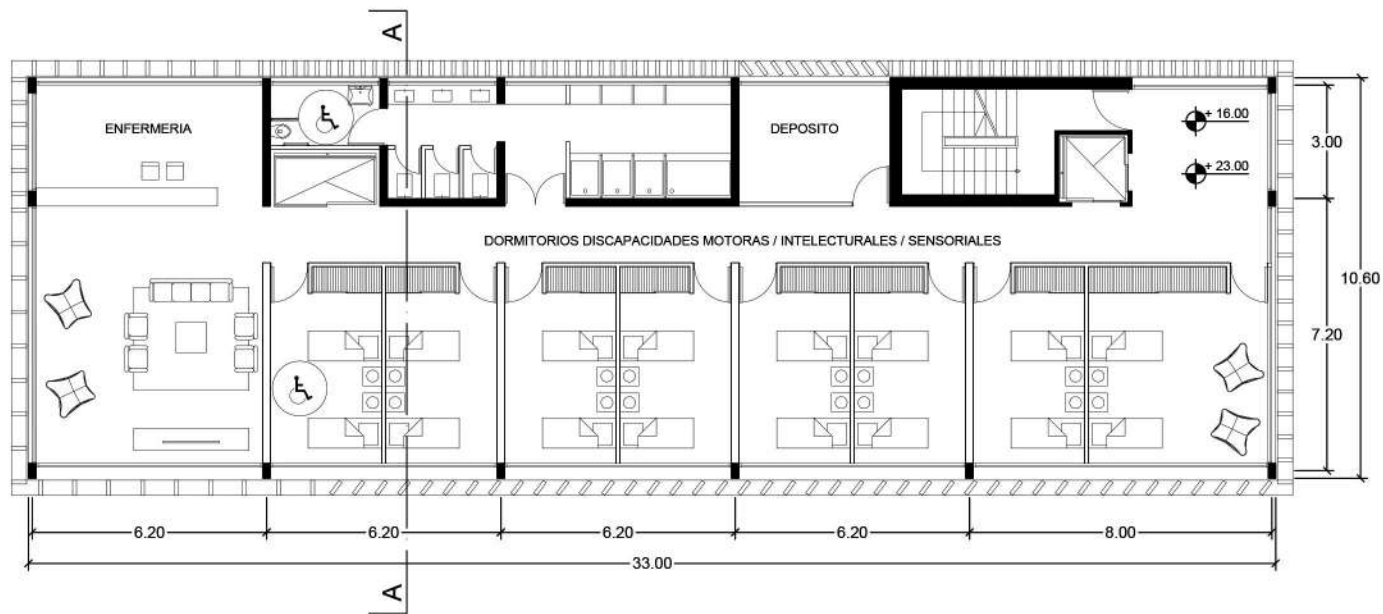 A
ENFERMERIA
DEPOSITO
+ 16.00
+ 23.00
3.00
DORMITORIOS DISCAPACIDADES MOTORAS / INTELECTURALES / SENSORIALES
10.60
7.20
6.20
6.20
6.20
6.20
8.00
33.00
A